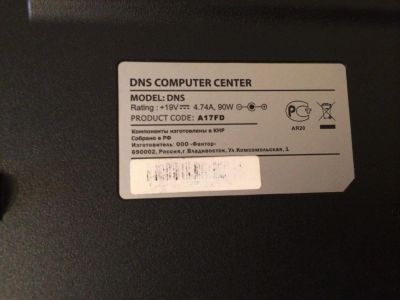 DNS COMPUTER CENTER
MODEL: DNS
Rating : +19V 4.74A, 90W
PRODUCT CODE: A17FD
Компоненты изготовлены в КНР
Собрано в РФ
Изготовитель: ООО «Фактор»
690002, Россия,г.Владивосток, Ул.Комсомольская, 1
АЯ20